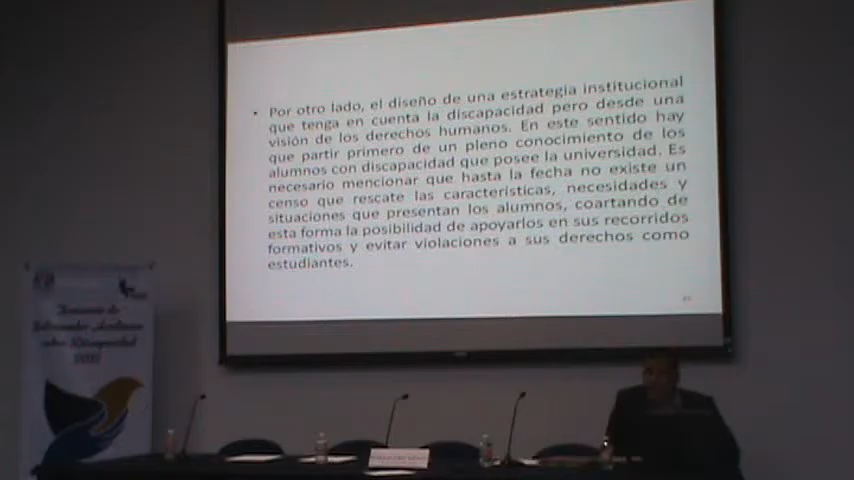 • Por otro lado, el diseño de una estrategia institucional
que tenga en cuenta la discapacidad pero desde una
visión de los derechos humanos. En este sentido hay
que partir primero de un pleno conocimiento de los
alumnos con discapacidad que posee la universidad. Es
necesario mencionar que hasta la fecha no existe un
censo que rescate las características, necesidades y
situaciones que presentan los alumnos, coartando de
esta forma la posibilidad de apoyarlos en sus recorridos
formativos y evitar violaciones a sus derechos como
estudiantes.
sobre Discapacidad